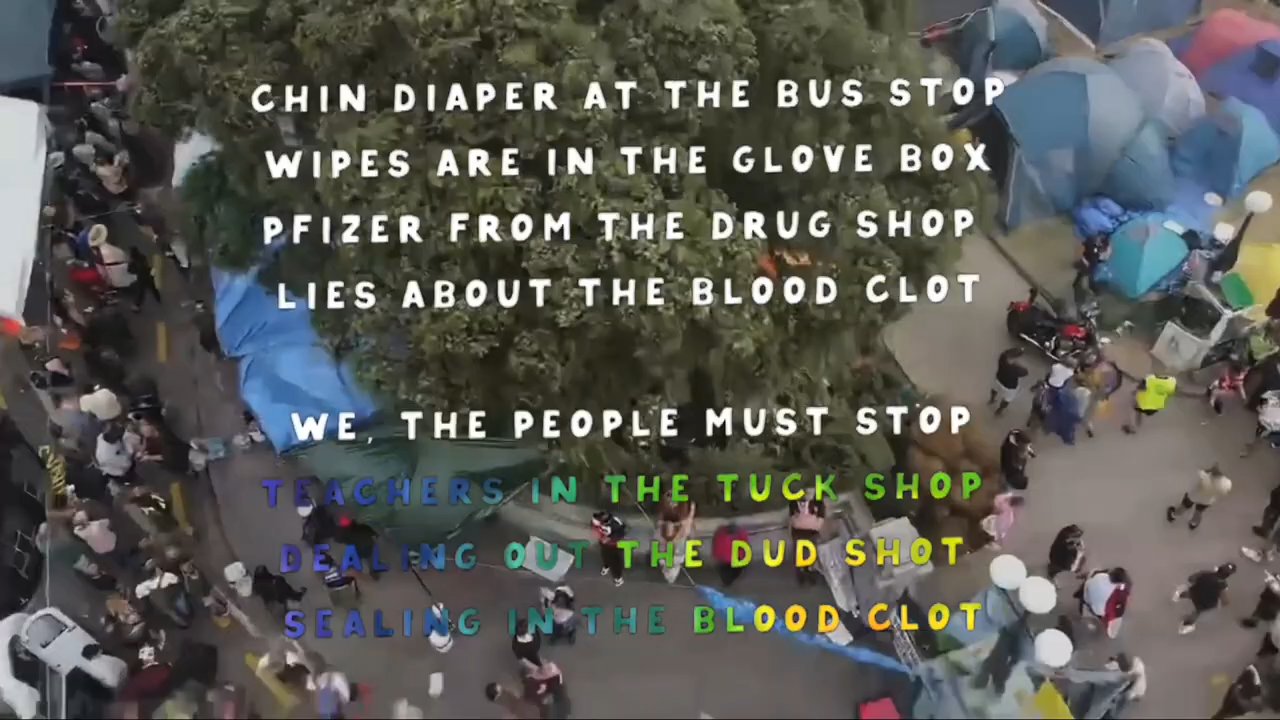 CHIN DIAPER AT THE BUS STOP
WIPES ARE IN THE GLOVE BOX
PFIZER FROM THE DRUG SHOP
LIES ABOUT THE BLOOD CLOT
WE, THE PEOPLE MUST STOP
TEACHERS IN THE TUCK SHOP
DEALING OUT THE DUD SHOT
SEALING IN THE BLOOD CLOT